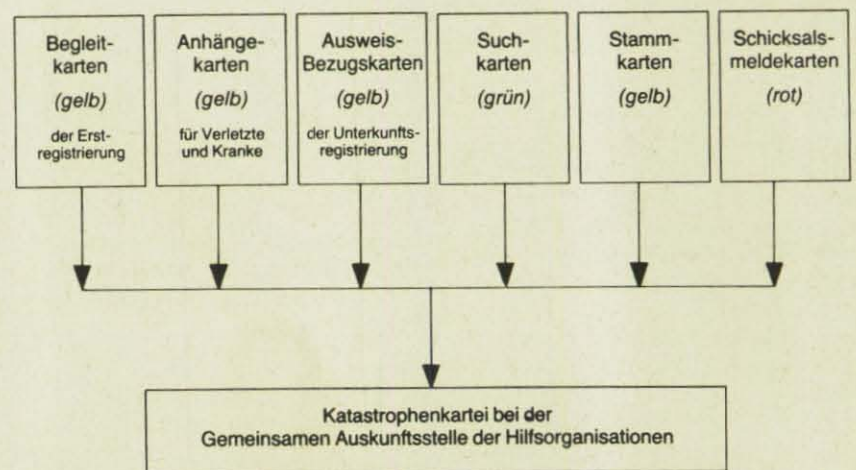 Begleit-
karten
(gelb)
der Erst-
registrierung
Anhänge-
karten
(gelb)
für Verletzte
und Kranke
Ausweis-
Bezugskarten
(gelb)
der Unterkunfts-
registrierung
Such-
karten
(grün)
Stamm-
karten
(gelb)
Schicksals-
meldekarten
(rot)
Katastrophenkartei bei der
Gemeinsamen Auskunftsstelle der Hilfsorganisationen